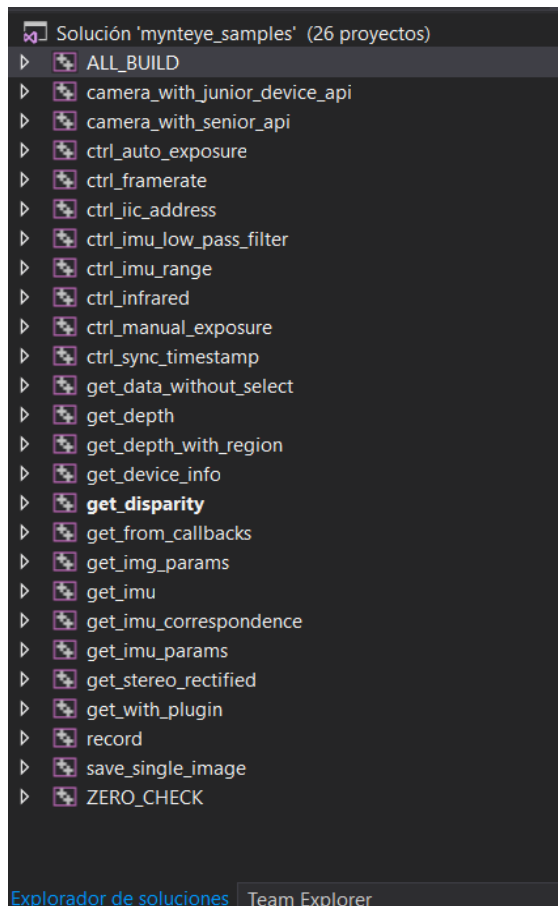 Solución 'mynteye_samples' (26 proyectos)
ALL_BUILD
camera_with_junior_device_api
camera_with_senior_api
ctrl_auto_exposure
ctrl_framerate
ctrl_iic_address
ctrl_imu_low_pass_filter
ctrl_imu_range
ctrl_infrared
ctrl_manual_exposure
ctrl_sync_timestamp
get_data_without_select
get_depth
get_depth_with_region
get_device_info
get_disparity
get_from_callbacks
get_img_params
get_imu
get_imu_correspondence
get_imu_params
get_stereo_rectified
get_with_plugin
record
save_single_image
ZERO_CHECK
Explorador de soluciones Team Explorer